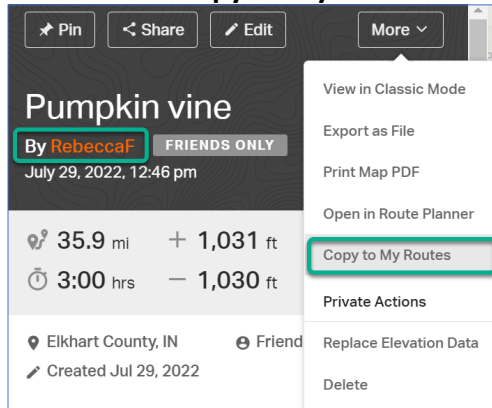 Pin Share Edit More
Pumpkin vine
By RebeccaF FRIENDS ONLY
July 29, 2022, 12:46 pm
35.9 mi + 1,031 ft
3:00 hrs − 1,030 ft
Elkhart County, IN Friend
Created Jul 29, 2022
View in Classic Mode
Export as File
Print Map PDF
Open in Route Planner
Copy to My Routes
Private Actions
Replace Elevation Data
Delete